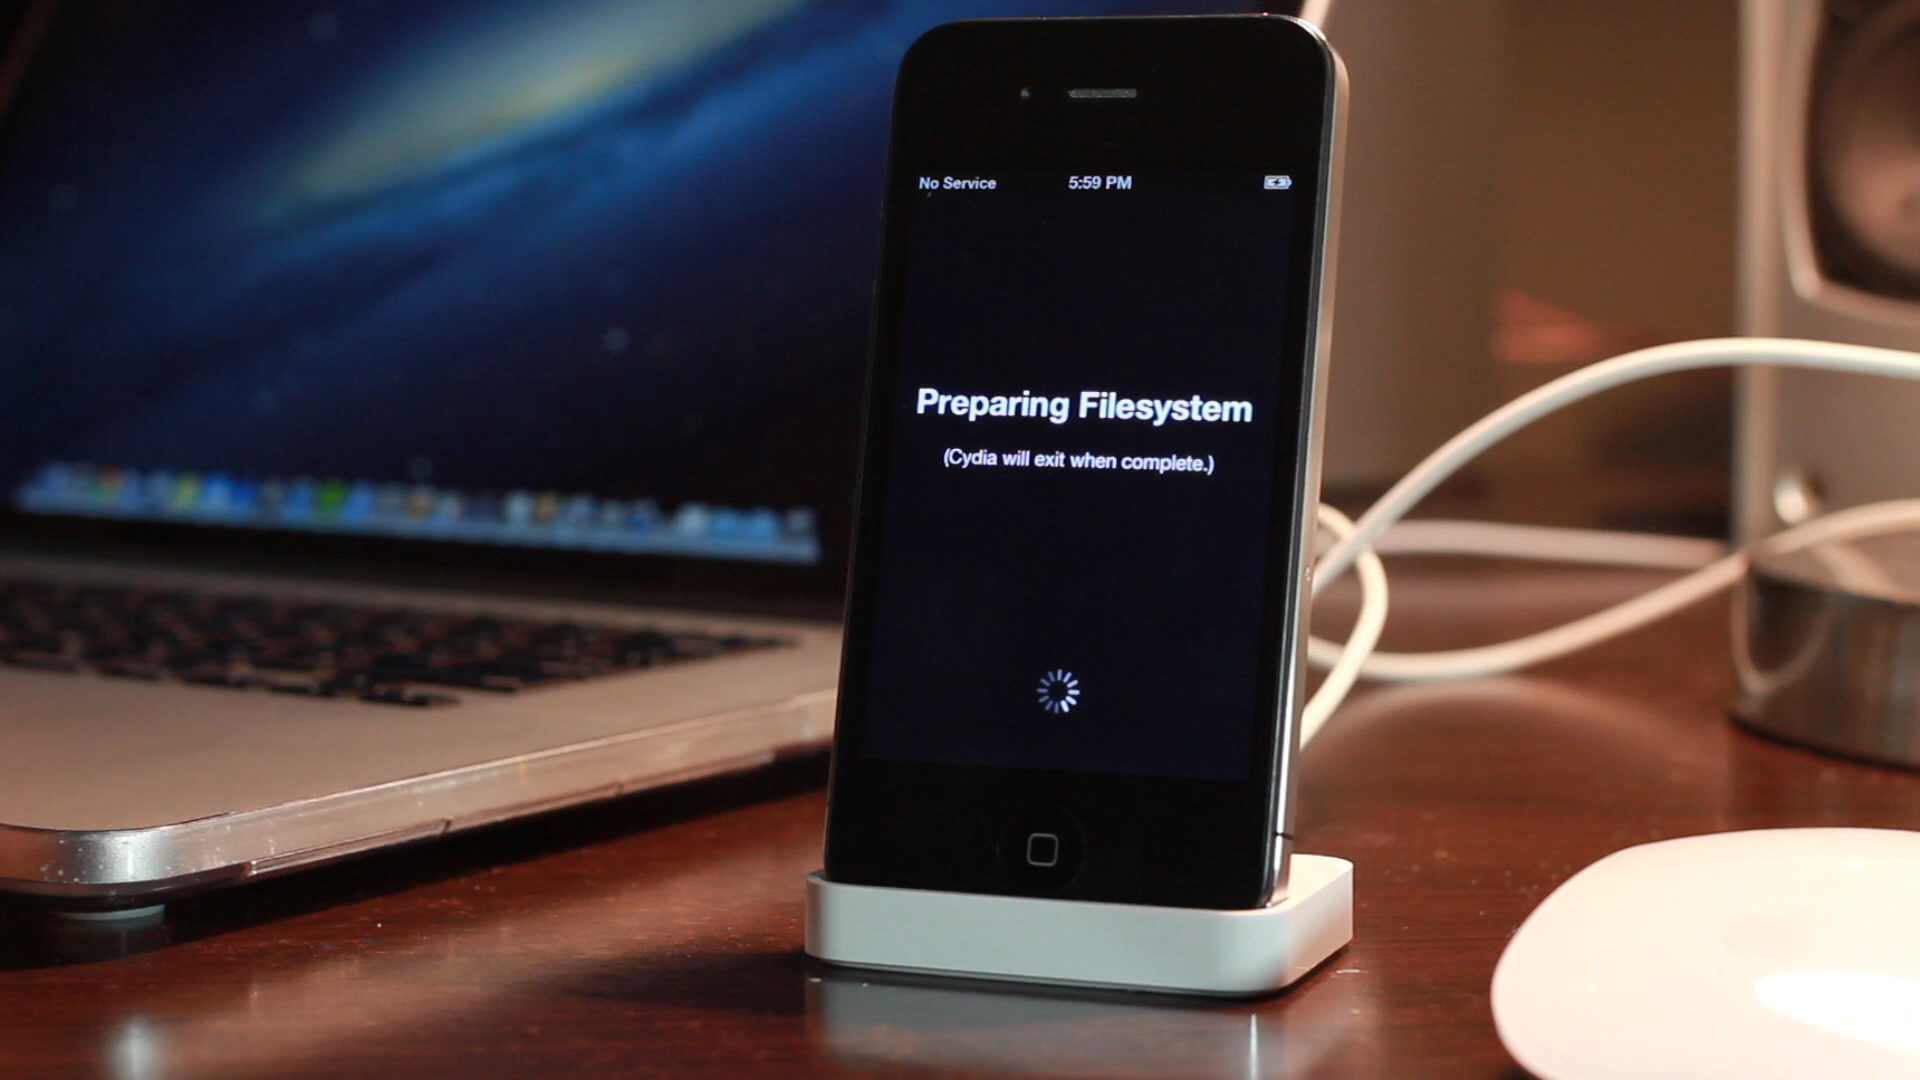 No Service 5:59 PM
Preparing Filesystem
(Cydia will exit when complete.)